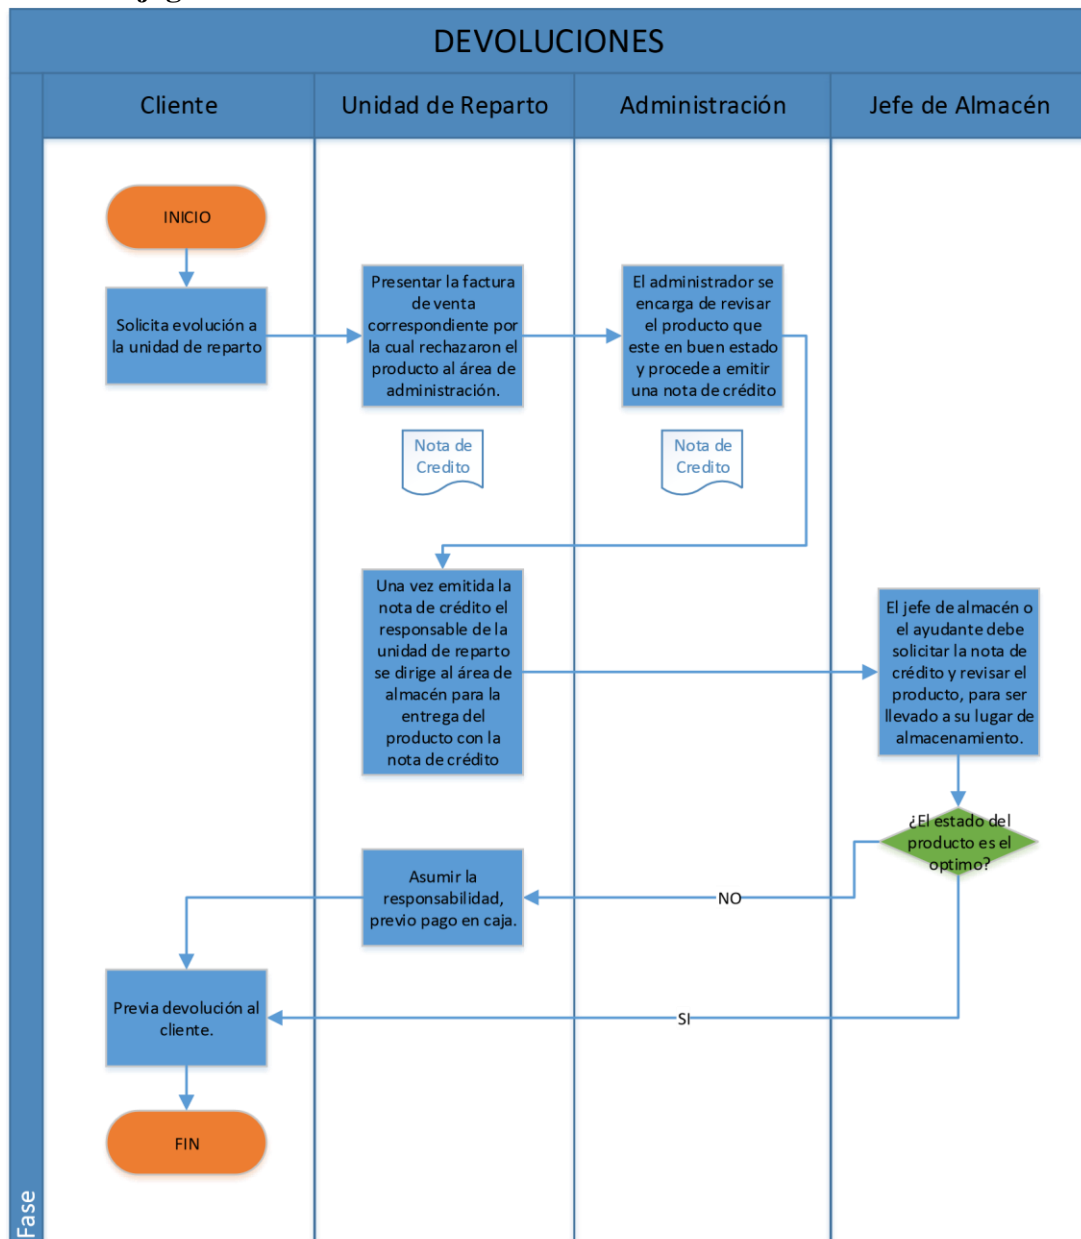 DEVOLUCIONES
Cliente
Unidad de Reparto
Administración
Jefe de Almacén
INICIO
Solicita evolución a
la unidad de reparto
Presentar la factura
de venta
correspondiente por
la cual rechazaron el
producto al área de
administración.
El administrador se
encarga de revisar
el producto que
este en buen estado
y procede a emitir
una nota de crédito
Nota de
Credito
Nota de
Credito
Una vez emitida la
nota de crédito el
responsable de la
unidad de reparto
se dirige al área de
almacén para la
entrega del
producto con la
nota de crédito
El jefe de almacén o
el ayudante debe
solicitar la nota de
crédito y revisar el
producto, para ser
llevado a su lugar de
almacenamiento.
¿El estado del
producto es el
optimo?
NO
Asumir la
responsabilidad,
previo pago en caja.
SI
Previa devolución al
cliente.
FIN
Fase